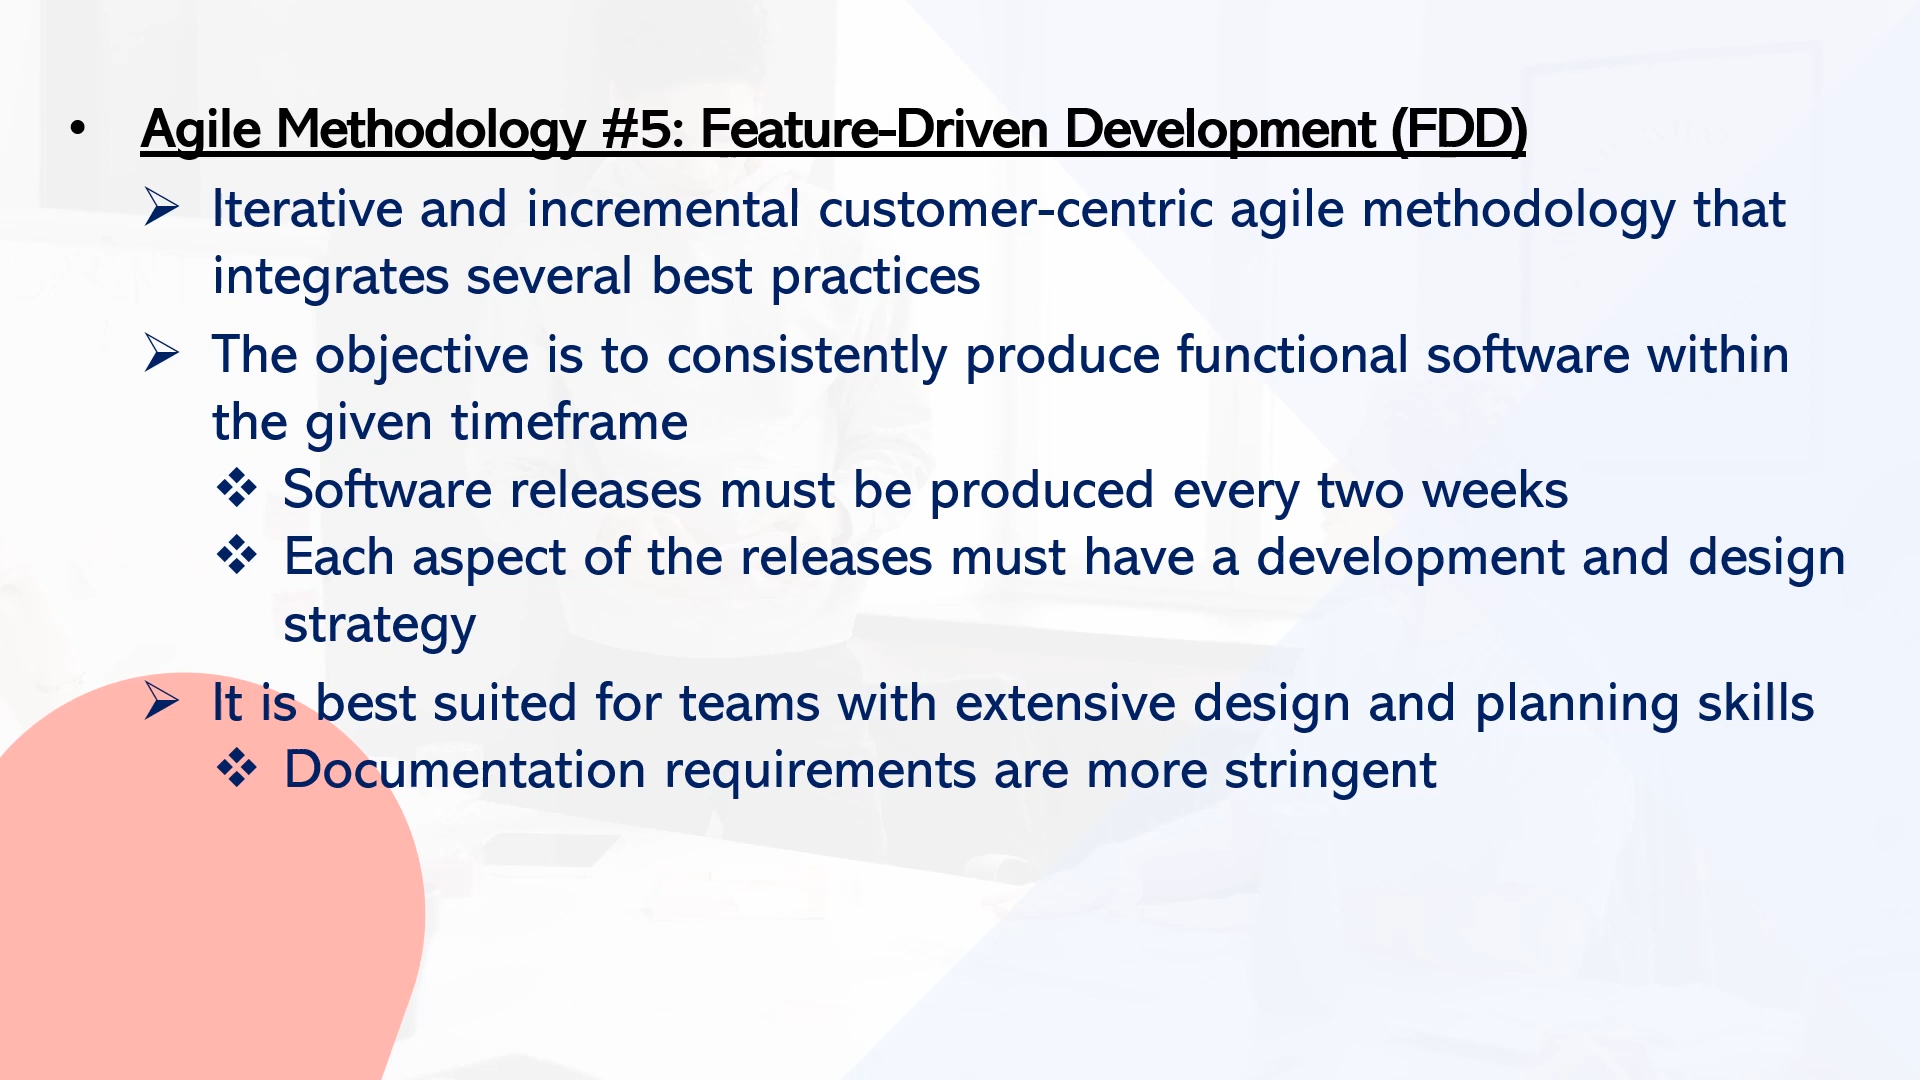 • Agile Methodology #5: Feature-Driven Development (FDD)
➢ Iterative and incremental customer-centric agile methodology that
integrates several best practices
➢ The objective is to consistently produce functional software within
the given timeframe
❖ Software releases must be produced every two weeks
❖ Each aspect of the releases must have a development and design
strategy
➢ It is best suited for teams with extensive design and planning skills
❖ Documentation requirements are more stringent